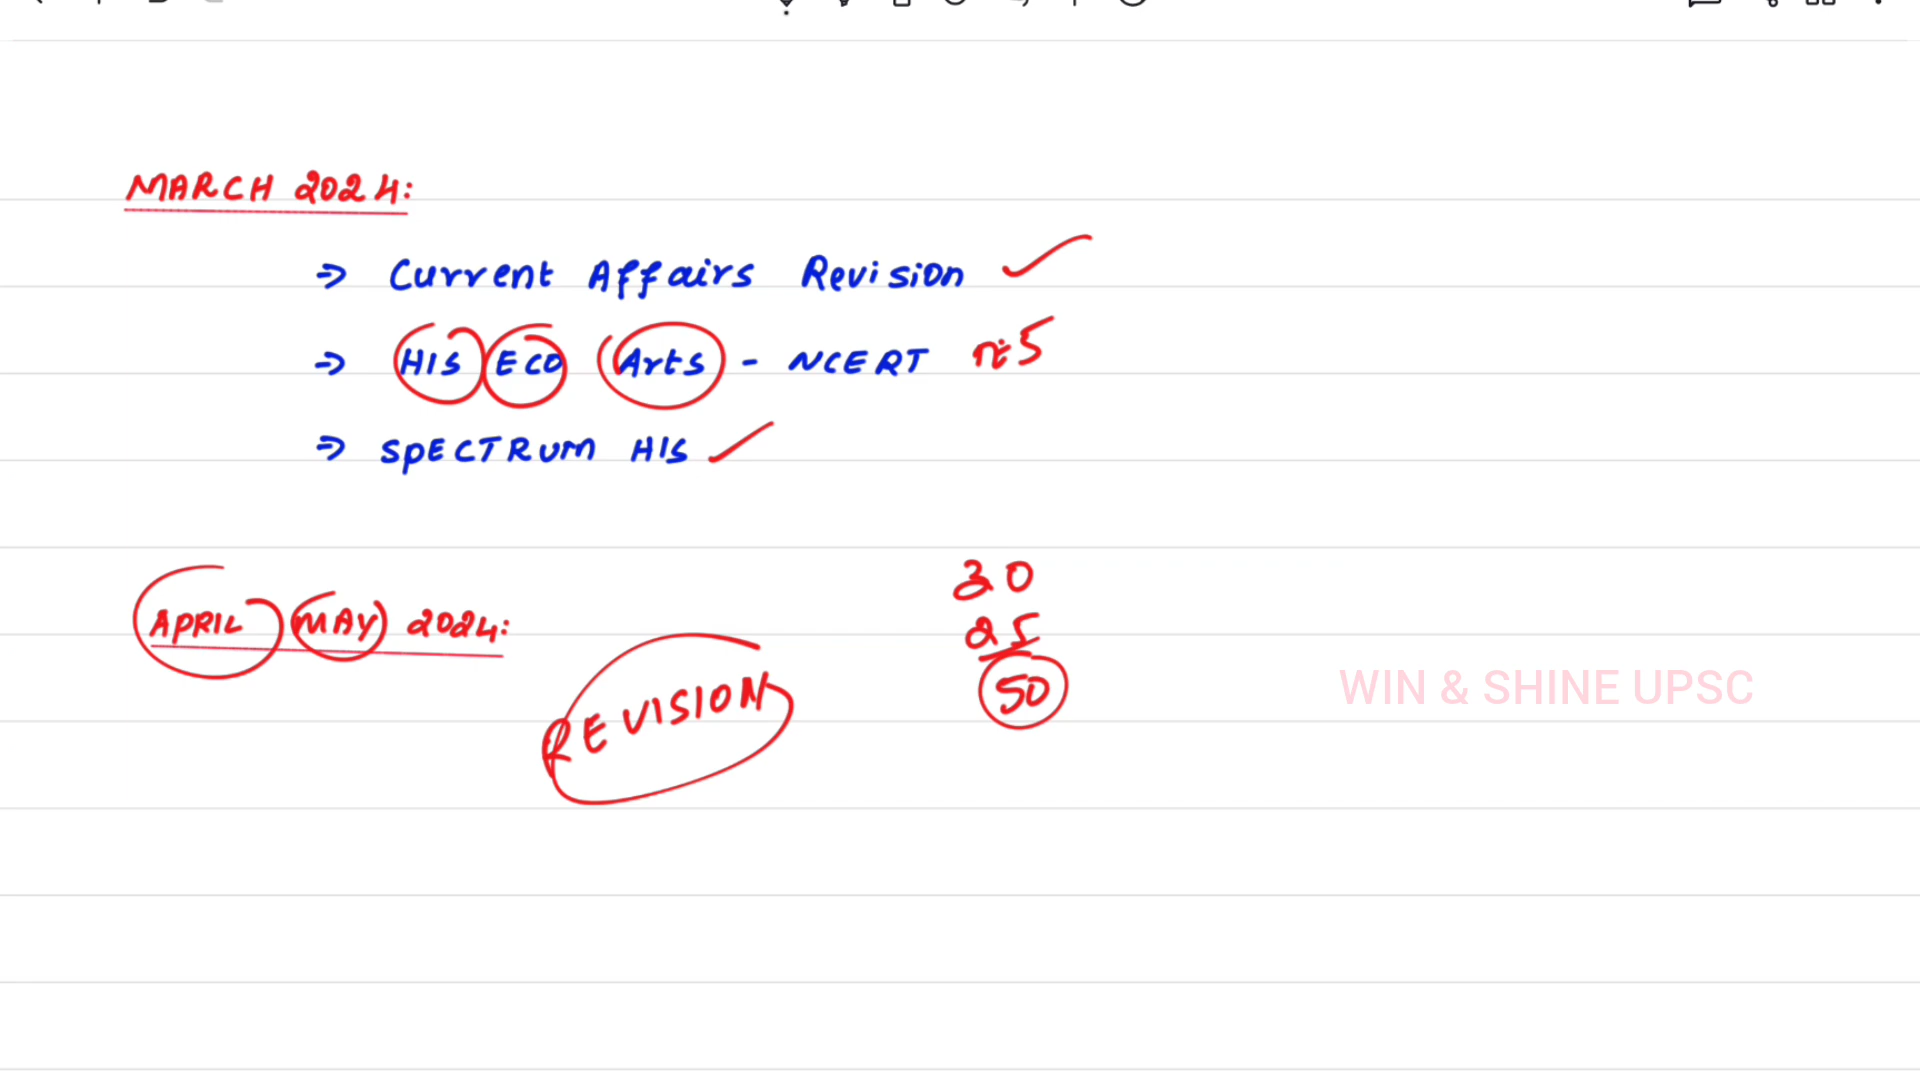 MARCH 2024:
⇒ Current Affairs Revision ✓
⇒ HIS ECO Arts - NCERT
⇒ SPECTRUM HIS ✓
APRIL MAY 2024:
REVISION
30
25
50
WIN & SHINE UPSC